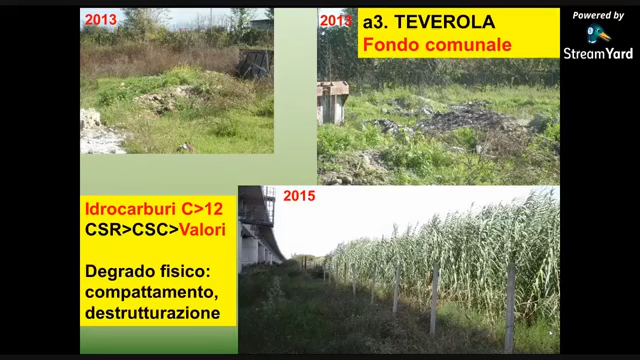 2013
2013
a3. TEVEROLA
Fondo comunale
Powered by
StreamYard
Idrocarburi C>12
CSR>CSC>Valori
Degrado fisico:
compattamento,
destrutturazione
2015